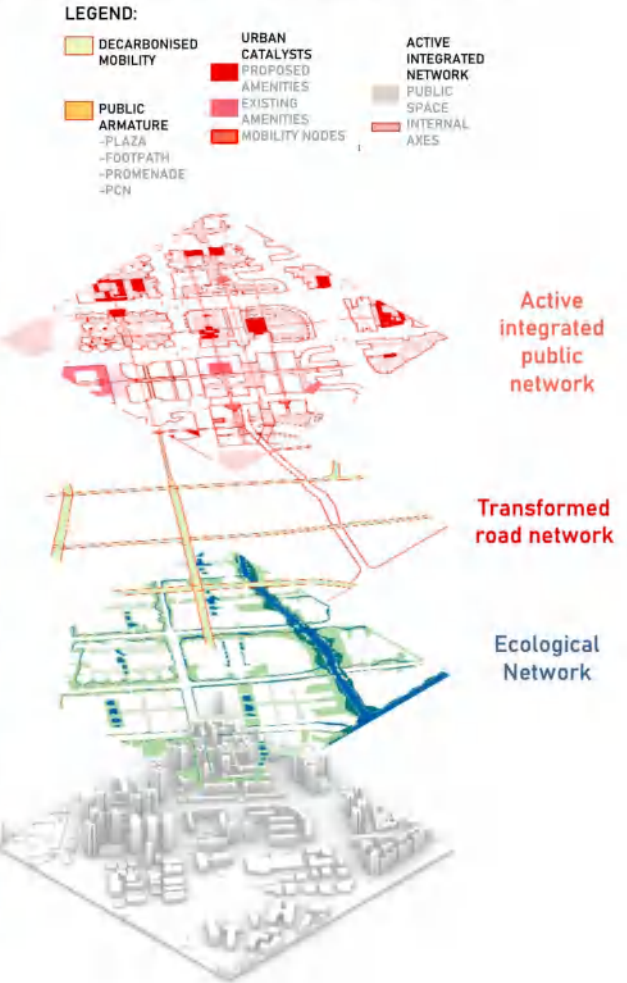 LEGEND:
DECARBONISED
MOBILITY
PUBLIC
ARMATURE
-PLAZA
-FOOTPATH
-PROMENADE
-PCN
URBAN
CATALYSTS
PROPOSED
AMENITIES
EXISTING
AMENITIES
MOBILITY NODES
ACTIVE
INTEGRATED
NETWORK
PUBLIC
SPACE
INTERNAL
AXES
Active
integrated
public
network
Transformed
road network
Ecological
Network